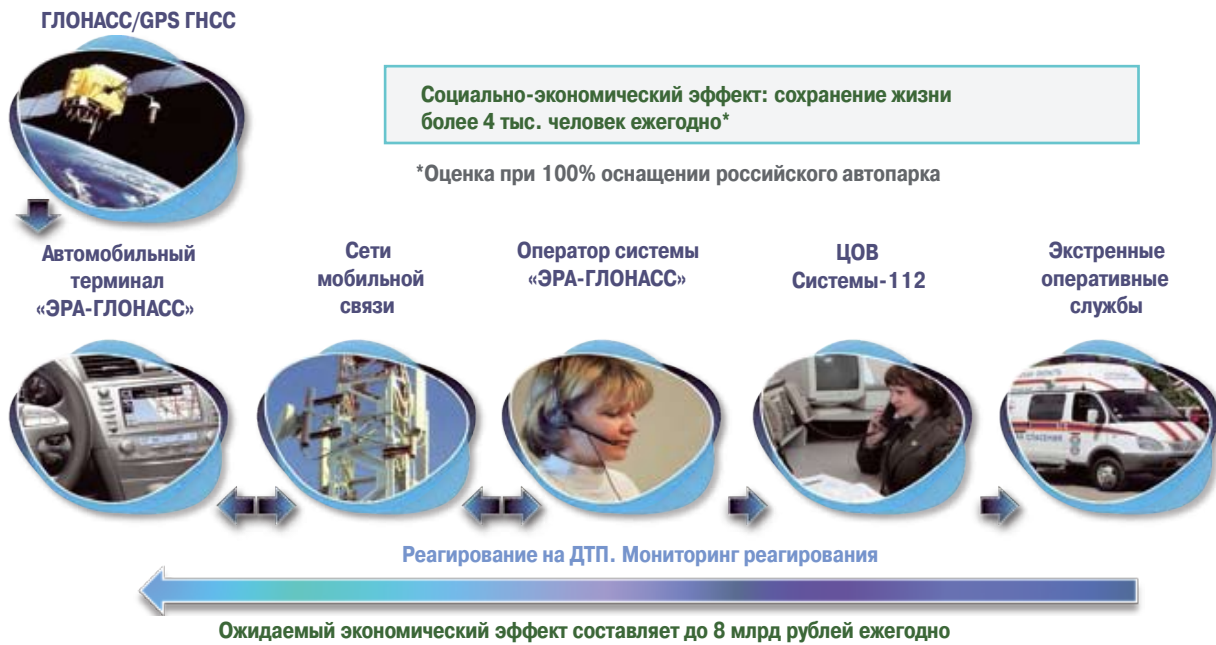 ГЛОНАСС/GPS ГНСС
Социально-экономический эффект: сохранение жизни
более 4 тыс. человек ежегодно*
*Оценка при 100% оснащении российского автопарка
Автомобильный
терминал
«ЭРА-ГЛОНАСС»
Сети
мобильной
связи
Оператор системы
«ЭРА-ГЛОНАСС»
ЦОВ
Системы-112
Экстренные
оперативные
службы
СПАСЕНИЯ
Реагирование на ДТП. Мониторинг реагирования
Ожидаемый экономический эффект составляет до 8 млрд рублей ежегодно